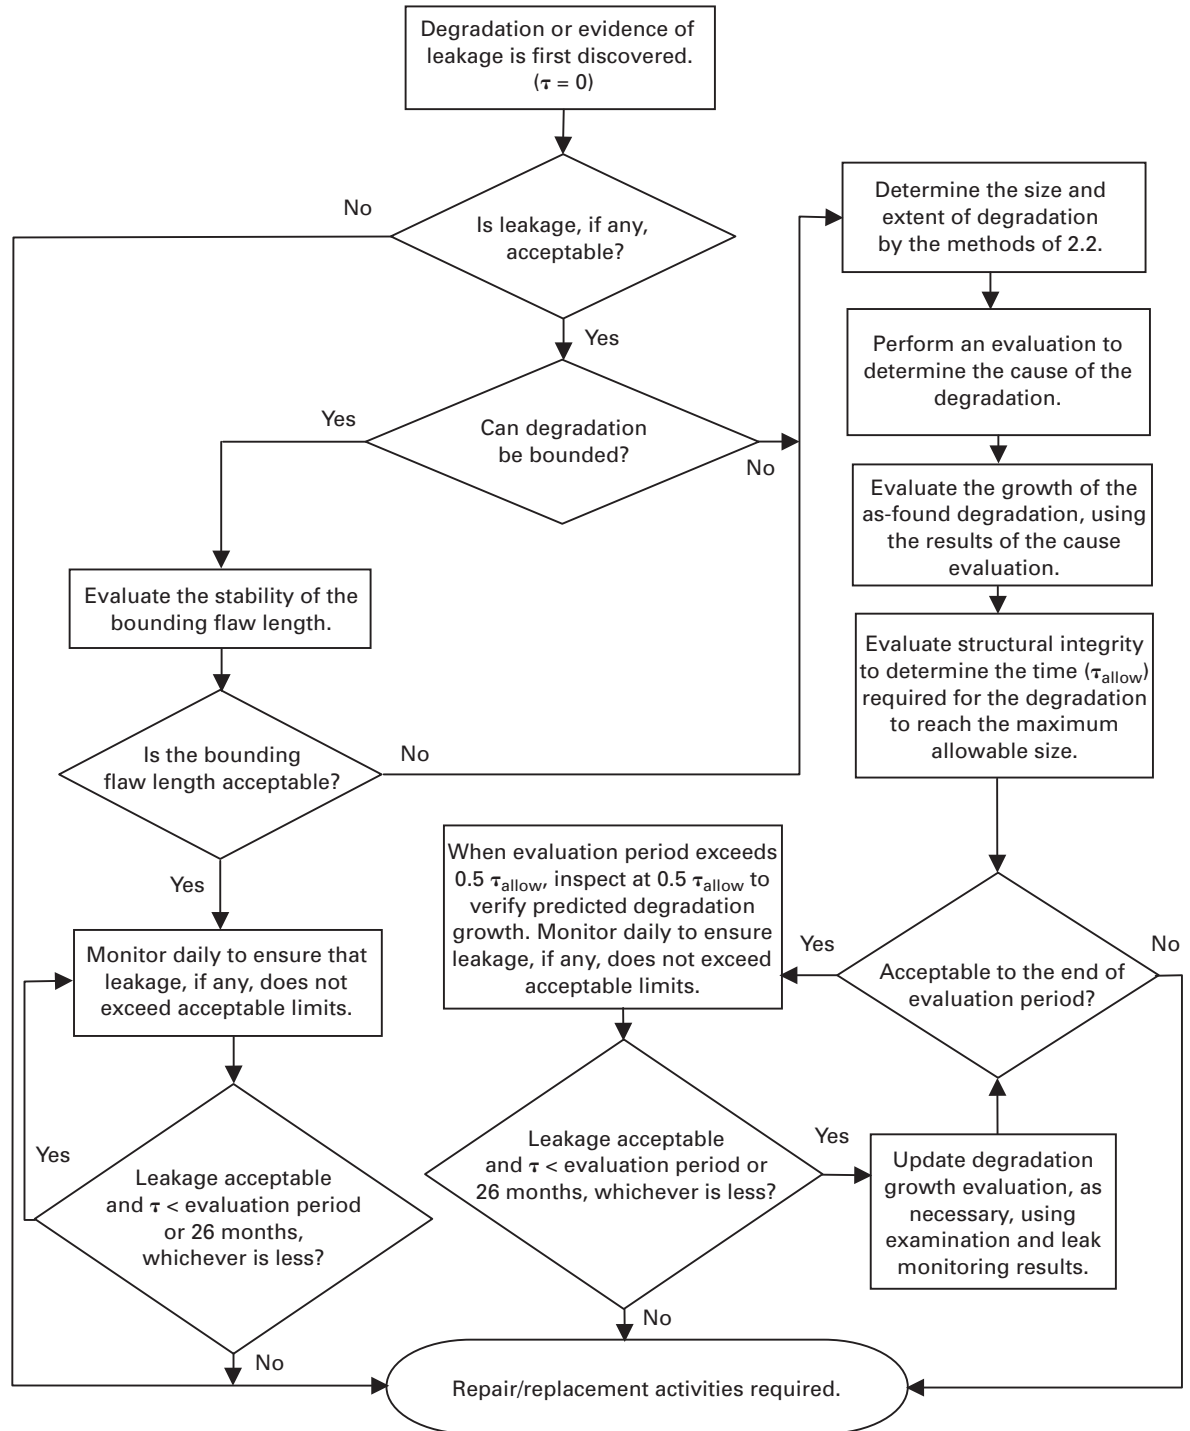 Degradation or evidence of
leakage is first discovered.
(τ = 0)
No
Is leakage, if any,
acceptable?
Yes
Determine the size and
extent of degradation
by the methods of 2.2.
Perform an evaluation to
determine the cause of the
degradation.
Yes
Can degradation
be bounded?
No
Evaluate the growth of the
as-found degradation, using
the results of the cause
evaluation.
Evaluate the stability of the
bounding flaw length.
Evaluate structural integrity
to determine the time (τallow)
required for the degradation
to reach the maximum
allowable size.
Is the bounding
flaw length acceptable?
No
Yes
When evaluation period exceeds
0.5 τallow, inspect at 0.5 τallow to
verify predicted degradation
growth. Monitor daily to ensure
leakage, if any, does not exceed
acceptable limits.
Yes
Acceptable to the end of
evaluation period?
No
Monitor daily to ensure that
leakage, if any, does not
exceed acceptable limits.
Yes
Leakage acceptable
and τ < evaluation period
or 26 months,
whichever is less?
No
Leakage acceptable
and τ < evaluation period or
26 months, whichever is less?
Yes
No
Update degradation
growth evaluation, as
necessary, using
examination and leak
monitoring results.
Repair/replacement activities required.